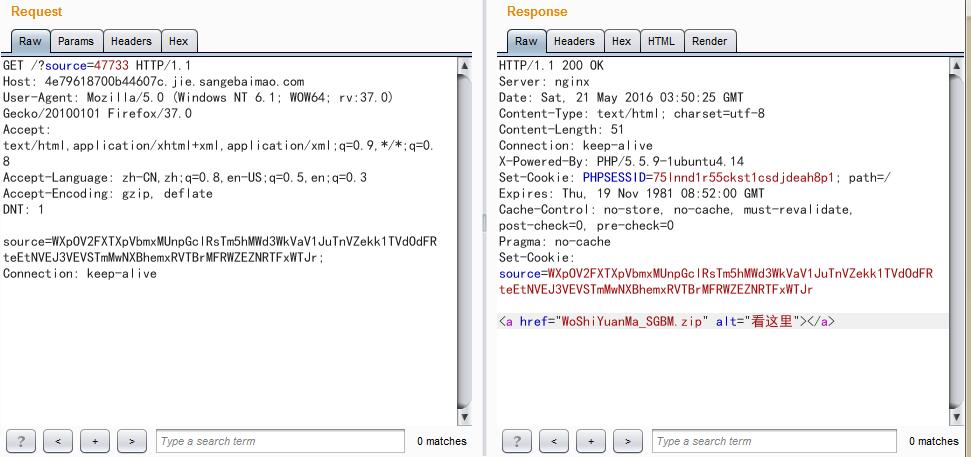 Request
Raw Params Headers Hex
GET /?source=47733 HTTP/1.1
Host: 4e79618700b44607c.jie.sangebaimao.com
User-Agent: Mozilla/5.0 (Windows NT 6.1; WOW64; rv:37.0)
Gecko/20100101 Firefox/37.0
Accept:
text/html,application/xhtml+xml,application/xml;q=0.9,*/*;q=0.
8
Accept-Language: zh-CN,zh;q=0.8,en-US;q=0.5,en;q=0.3
Accept-Encoding: gzip, deflate
DNT: 1
source=WXpOV2FXTXpVbmxMUnpGclRsTm5hMWd3WkVaV1JuTnVZekk1TVdOdFR
teEtNVEJ3VEVSTmMwNXBhemxRVTBrMFRWZEZNRTFxWTJr;
Connection: keep-alive
? < + > Type a search term 0 matches
Response
Raw Headers Hex HTML Render
HTTP/1.1 200 OK
Server: nginx
Date: Sat, 21 May 2016 03:50:25 GMT
Content-Type: text/html; charset=utf-8
Content-Length: 51
Connection: keep-alive
X-Powered-By: PHP/5.5.9-1ubuntu4.14
Set-Cookie: PHPSESSID=75lnnd1r55ckst1csdjdeah8p1; path=/
Expires: Thu, 19 Nov 1981 08:52:00 GMT
Cache-Control: no-store, no-cache, must-revalidate,
post-check=0, pre-check=0
Pragma: no-cache
Set-Cookie:
source=WXpOV2FXTXpVbmxMUnpGclRsTm5hMWd3WkVaV1JuTnVZekk1TVdOdFR
teEtNVEJ3VEVSTmMwNXBhemxRVTBrMFRWZEZNRTFxWTJr
<a href="WoShiYuanMa_SGBM.zip" alt="看这里"></a>
? < + > Type a search term 0 matches